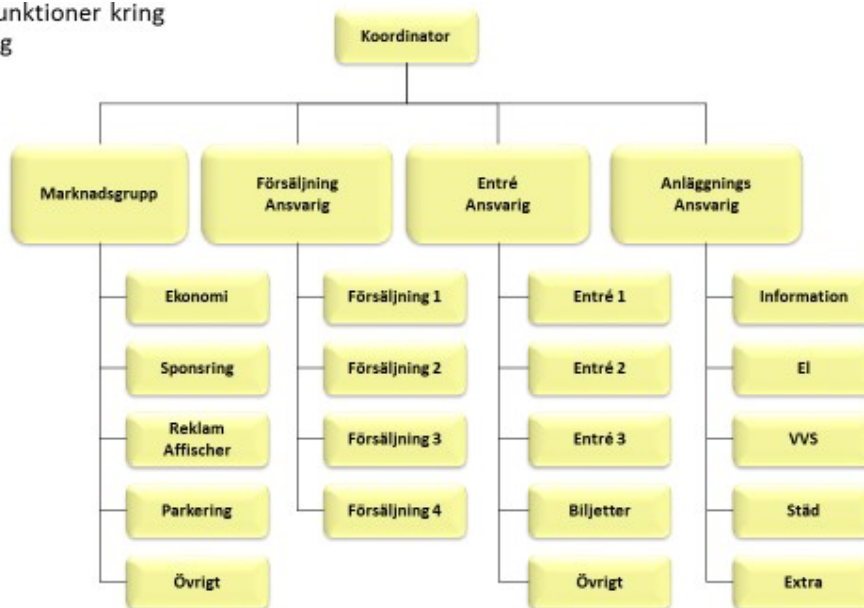 unktioner kring
g
Koordinator
Marknadsgrupp
Försäljning
Ansvarig
Entré
Ansvarig
Anläggnings
Ansvarig
Ekonomi
Sponsring
Reklam
Affischer
Parkering
Övrigt
Försäljning 1
Försäljning 2
Försäljning 3
Försäljning 4
Entré 1
Entré 2
Entré 3
Biljetter
Övrigt
Information
El
VVS
Städ
Extra